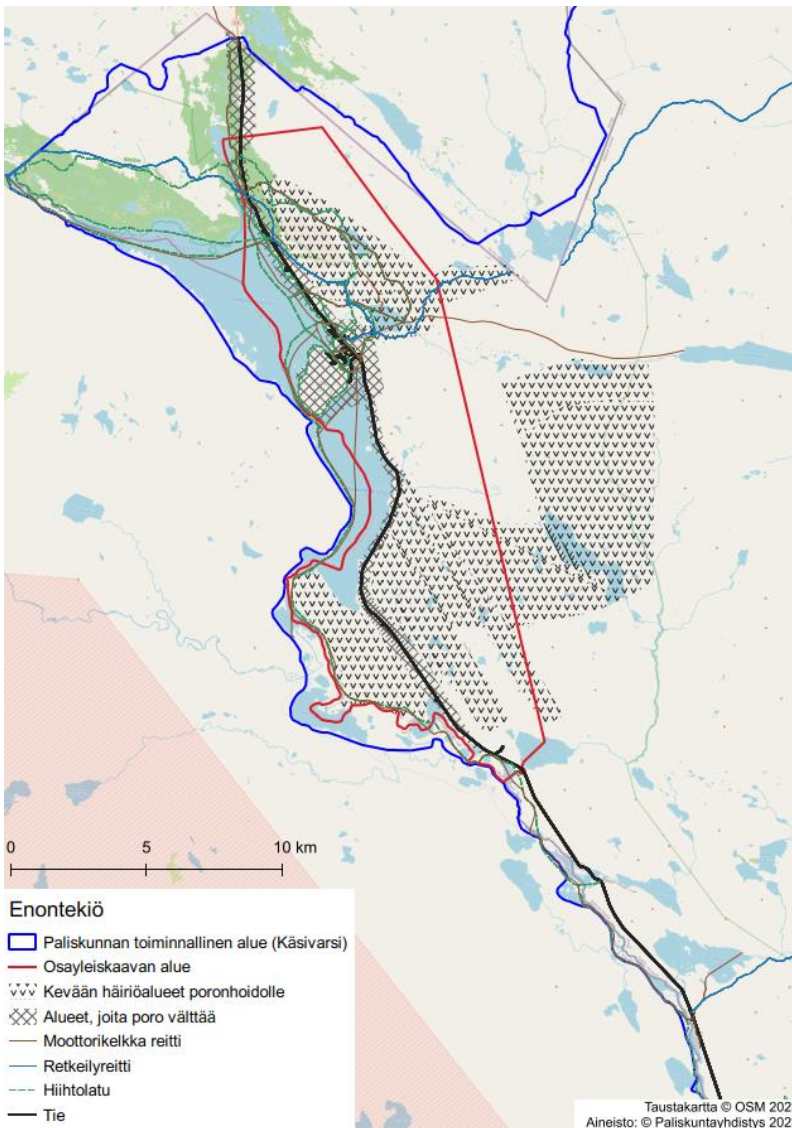 0 5 10 km
Enontekiö
Paliskunnan toiminnallinen alue (Käsivarsi)
Osayleiskaavan alue
Kevään häiriöalueet poronhoidolle
Alueet, joita poro välttää
Moottorikelkka reitti
Retkeilyreitti
Hiihtolatu
Tie
Taustakartta © OSM 202
Aineisto: © Paliskuntayhdistys 202